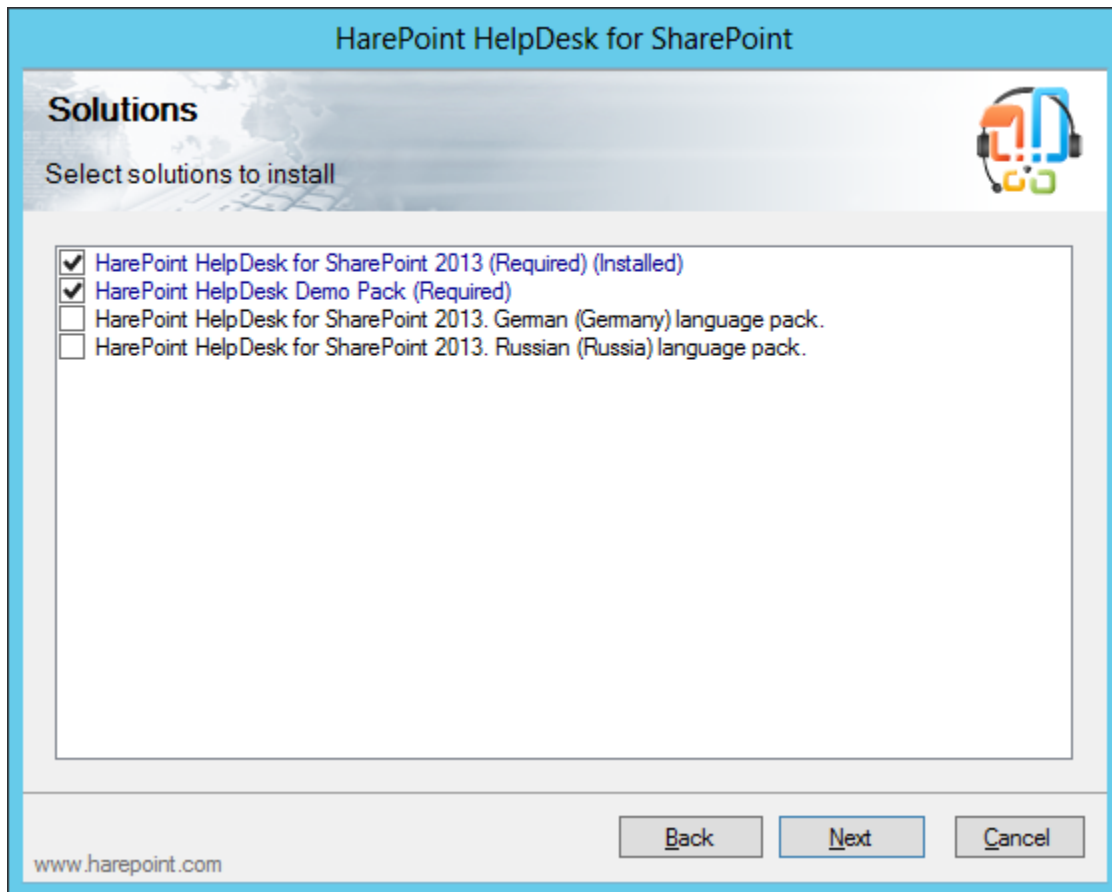 HarePoint HelpDesk for SharePoint
Solutions
Select solutions to install
HarePoint HelpDesk for SharePoint 2013 (Required) (Installed)
HarePoint HelpDesk Demo Pack (Required)
HarePoint HelpDesk for SharePoint 2013. German (Germany) language pack.
HarePoint HelpDesk for SharePoint 2013. Russian (Russia) language pack.
Back Next Cancel
www.harepoint.com